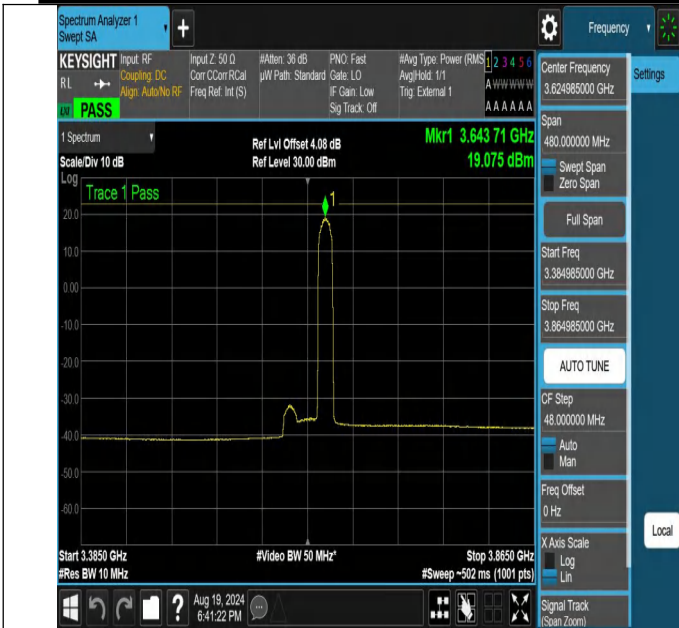 Spectrum Analyzer 1
Swept SA
+
Frequency
KEYSIGHT
RL
PASS
Input: RF
Coupling: DC
Align: Auto/No RF
Input Z: 50 Ω
Corr CCorr RCal
Freq Ref: Int (S)
#Atten: 36 dB
µW Path: Standard
PNO: Fast
Gate: LO
IF Gain: Low
Sig Track: Off
#Avg Type: Power (RMS
Avg|Hold: 1/1
Trig: External 1
1 2 3 4 5 6
A W W W W W
A A A A A A
1 Spectrum
Scale/Div 10 dB
Log
Ref Lvl Offset 4.08 dB
Ref Level 30.00 dBm
Mkr1 3.643 71 GHz
19.075 dBm
Trace 1 Pass
1
20.0
10.0
0.00
-10.0
-20.0
-30.0
-40.0
-50.0
-60.0
Start 3.3850 GHz
#Res BW 10 MHz
#Video BW 50 MHz*
Stop 3.8650 GHz
#Sweep ~502 ms (1001 pts)
?
Aug 19, 2024
6:41:22 PM
Center Frequency
3.624985000 GHz
Span
480.000000 MHz
Swept Span
Zero Span
Full Span
Start Freq
3.384985000 GHz
Stop Freq
3.864985000 GHz
AUTO TUNE
CF Step
48.000000 MHz
Auto
Man
Freq Offset
0 Hz
X Axis Scale
Log
Lin
Signal Track
(Span Zoom)
Settings
Local